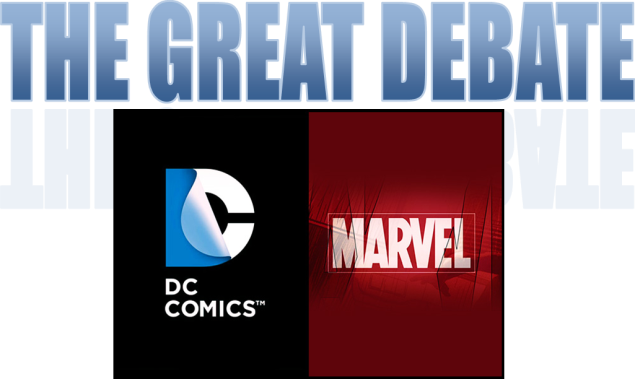 THE GREAT DEBATE
DC
COMICS™
MARVEL